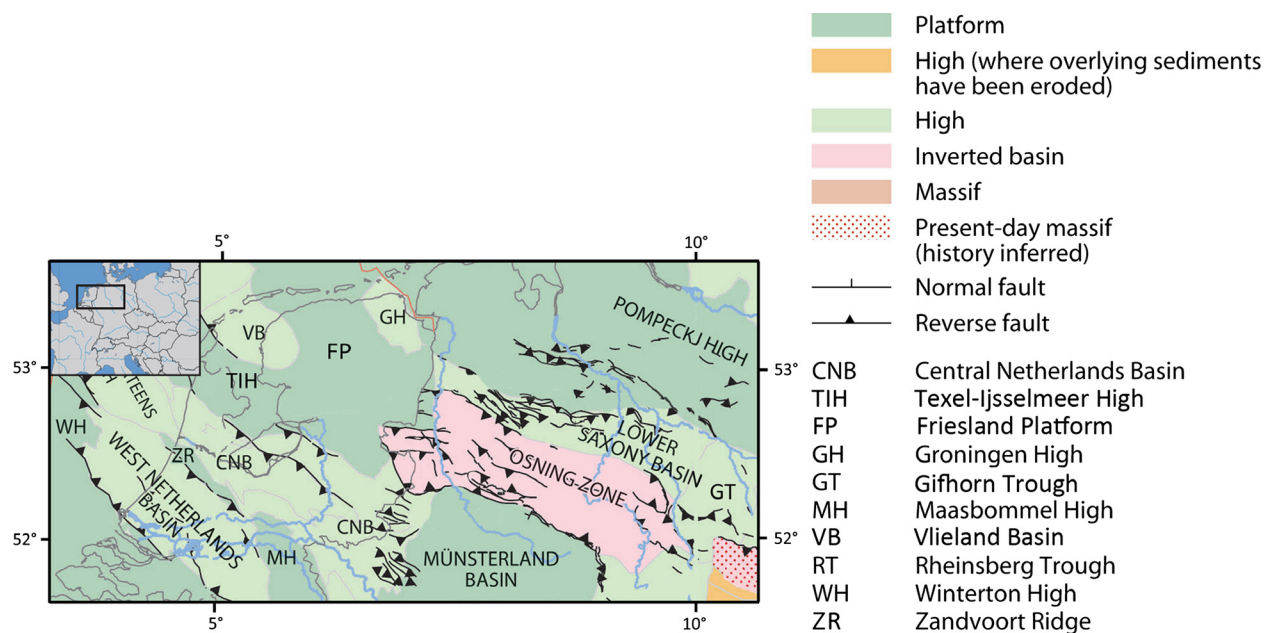 Platform
High (where overlying sediments
have been eroded)
High
Inverted basin
Massif
Present-day massif
(history inferred)
Normal fault
Reverse fault
CNB Central Netherlands Basin
TIH Texel-Ijsselmeer High
FP Friesland Platform
GH Groningen High
GT Gifhorn Trough
MH Maasbommel High
VB Vlieland Basin
RT Rheinsberg Trough
WH Winterton High
ZR Zandvoort Ridge
5°
10°
53°
53°
52°
52°
5°
10°
VB
GH
FP
POMPECKJ HIGH
TIH
TEENS
WH
ZR
CNB
WEST NETHERLANDS
BASIN
LOWER
SAXONY BASIN
OSNING-ZONE
GT
CNB
MH
MÜNSTERLAND
BASIN